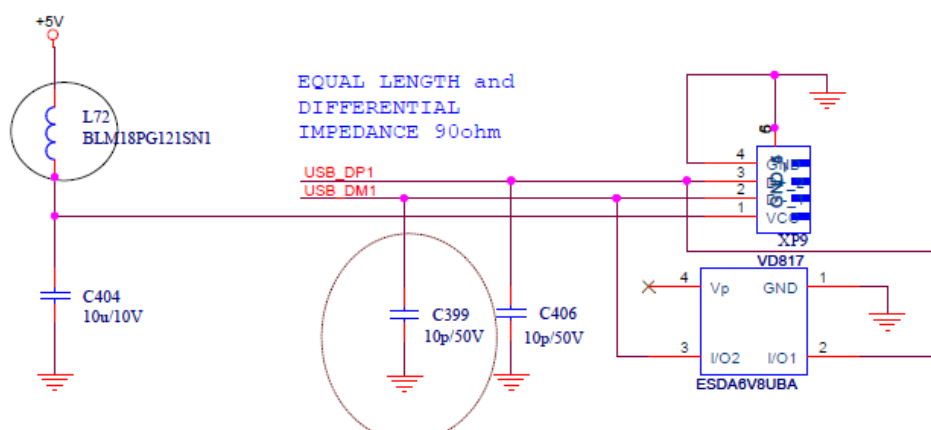 +5V
L72
BLM18PG121SN1
EQUAL LENGTH and
DIFFERENTIAL
IMPEDANCE 90ohm
USB_DP1
USB_DM1
4
3
2
1
VCC
XP9
VD817
4
Vp
GND
1
3
I/O2
I/O1
2
ESDA6V8UBA
C404
10u/10V
C399
10p/50V
C406
10p/50V